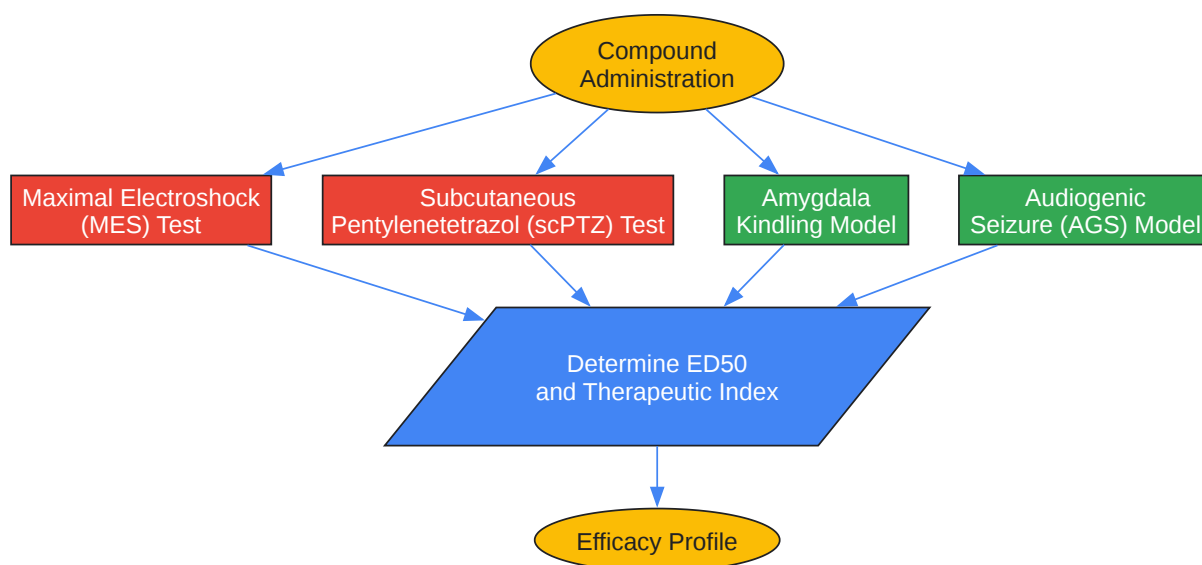 Compound
Administration
Maximal Electroshock
(MES) Test
Subcutaneous
Pentylenetetrazol (scPTZ) Test
Amygdala
Kindling Model
Audiogenic
Seizure (AGS) Model
Determine ED50
and Therapeutic Index
Efficacy Profile